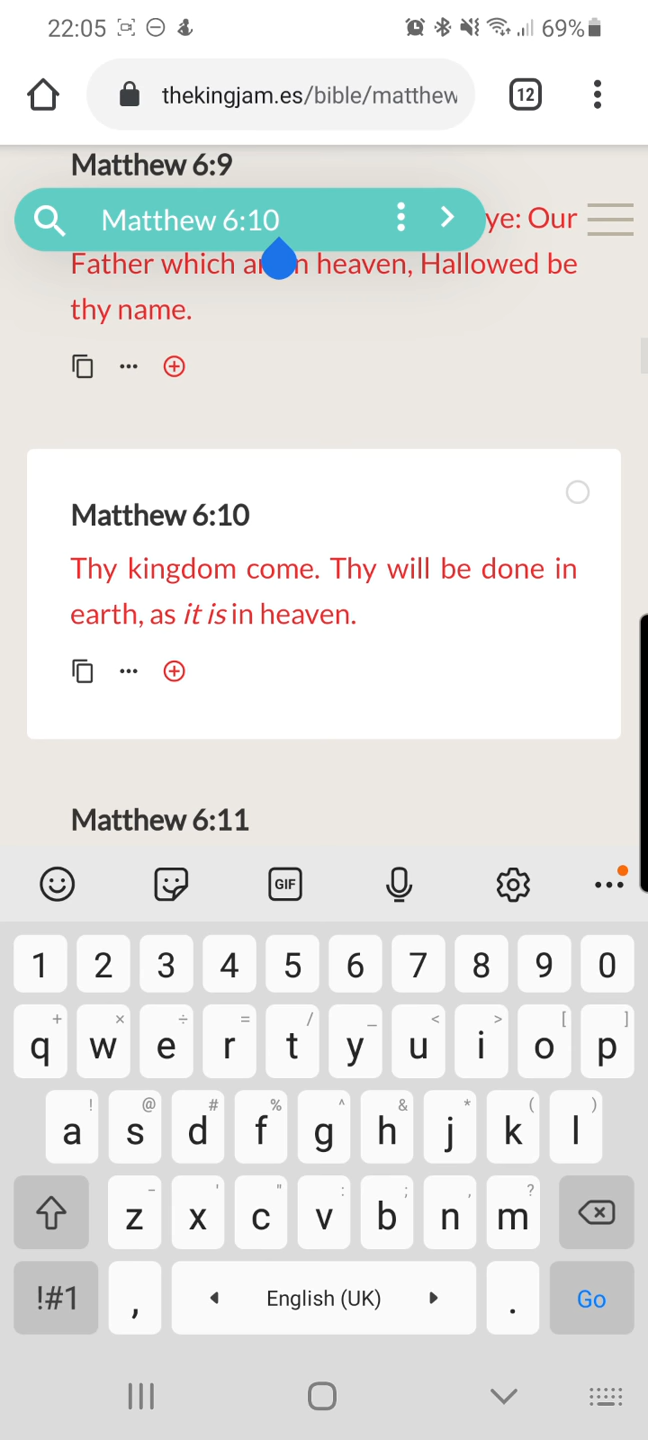 22:05 69%
thekingjam.es/bible/matthew 12
Matthew 6:9
Matthew 6:10
ye: Our
Father which in heaven, Hallowed be
thy name.
Matthew 6:10
Thy kingdom come. Thy will be done in
earth, as it is in heaven.
Matthew 6:11
GIF
1 2 3 4 5 6 7 8 9 0
+ × ÷ = / _ < > [ ]
q w e r t y u i o p
! @ # % ^ & * ( )
a s d f g h j k l
- ' " : ; , ?
z x c v b n m
!#1 , English (UK) . Go